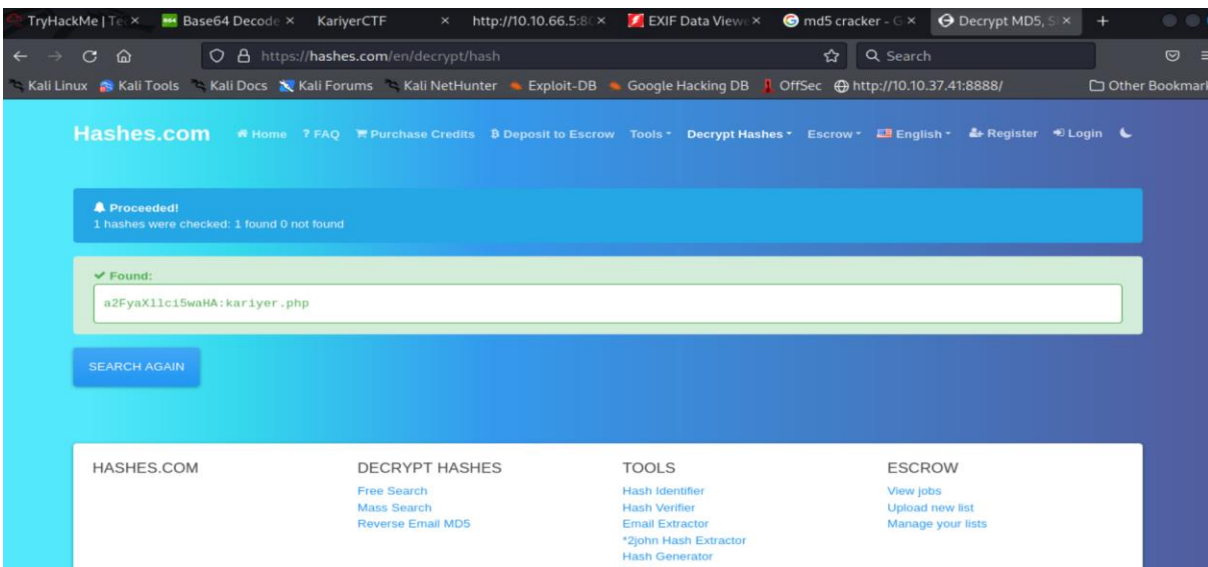 TryHackMe | Te
Base64 Decode
KariyerCTF
http://10.10.66.5:8
EXIF Data View
md5 cracker - G
Decrypt MD5, S
https://hashes.com/en/decrypt/hash
Search
Kali Linux Kali Tools Kali Docs Kali Forums Kali NetHunter Exploit-DB Google Hacking DB OffSec http://10.10.37.41:8888/ Other Bookmar
Hashes.com Home ? FAQ Purchase Credits Deposit to Escrow Tools Decrypt Hashes Escrow English Register Login
Proceeded!
1 hashes were checked: 1 found 0 not found
Found:
a2FyaXllci5waHA:kariyer.php
SEARCH AGAIN
HASHES.COM
DECRYPT HASHES
Free Search
Mass Search
Reverse Email MD5
TOOLS
Hash Identifier
Hash Verifier
Email Extractor
*2john Hash Extractor
Hash Generator
ESCROW
View jobs
Upload new list
Manage your lists